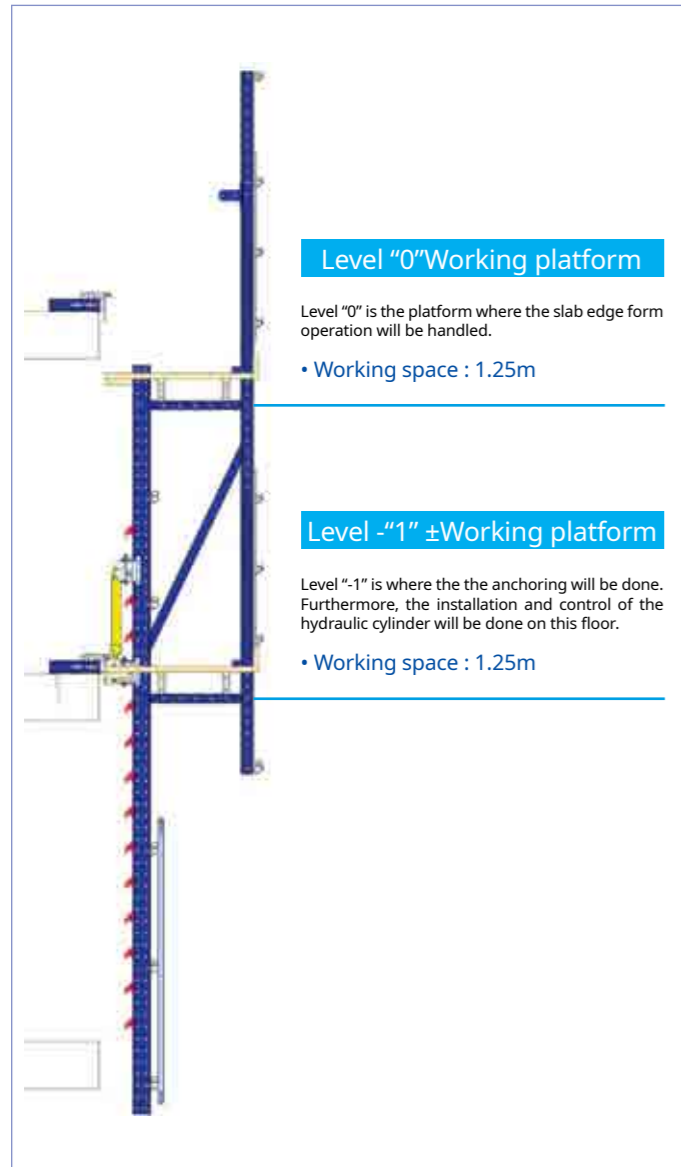 Level “0”Working platform
Level “0” is the platform where the slab edge form
operation will be handled.
• Working space : 1.25m
Level -“1” ±Working platform
Level “-1” is where the the anchoring will be done.
Furthermore, the installation and control of the
hydraulic cylinder will be done on this floor.
• Working space : 1.25m